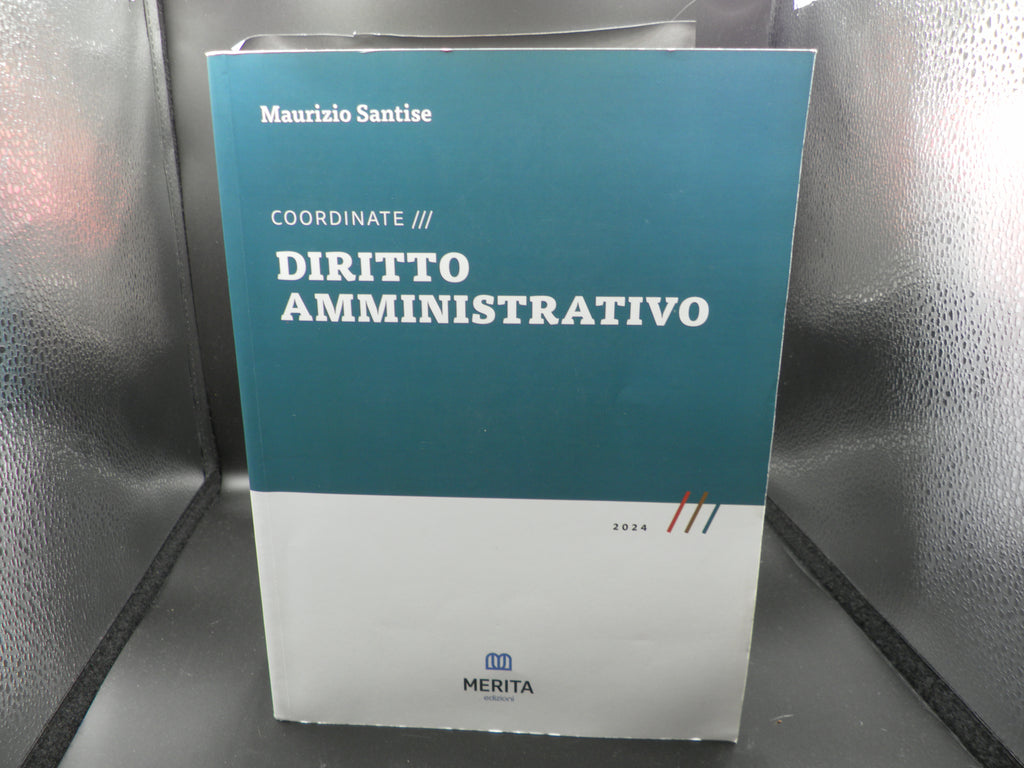 Maurizio Santise
COORDINATE ///
DIRITTO
AMMINISTRATIVO
2024
MERITA
edizioni